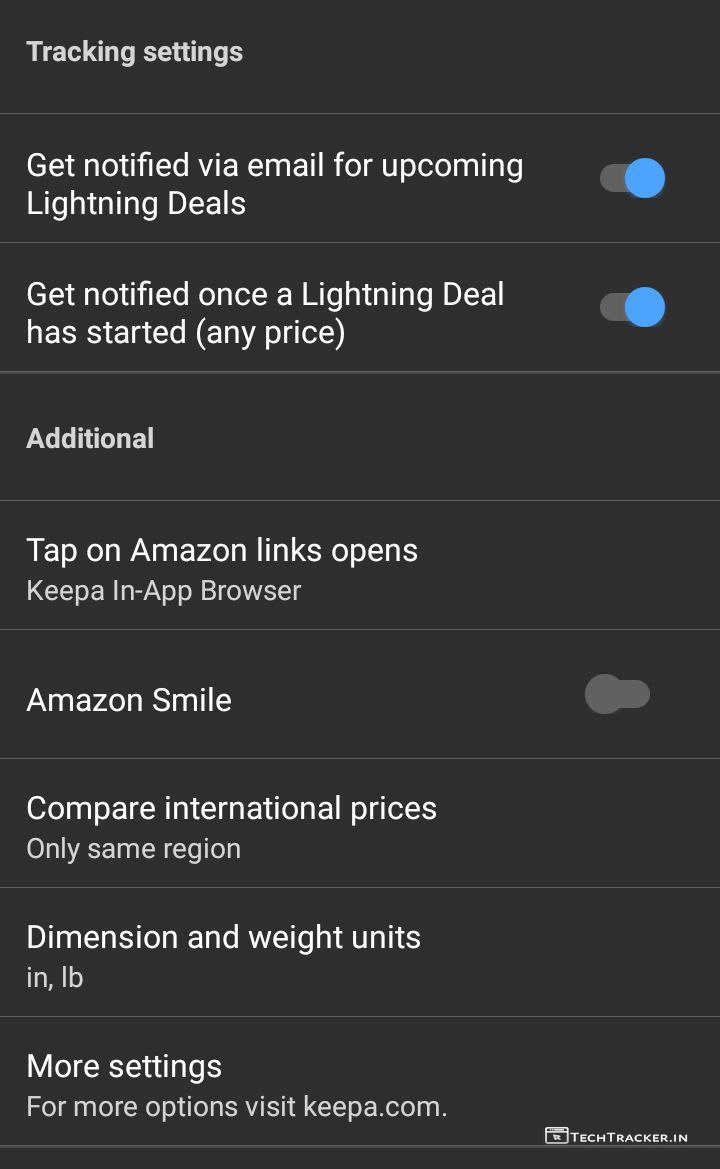 Tracking settings
Get notified via email for upcoming
Lightning Deals
Get notified once a Lightning Deal
has started (any price)
Additional
Tap on Amazon links opens
Keepa In-App Browser
Amazon Smile
Compare international prices
Only same region
Dimension and weight units
in, lb
More settings
For more options visit keepa.com.
TECHTRACKER.IN